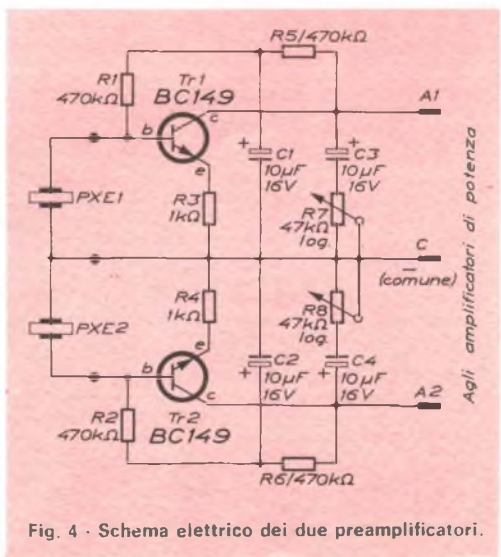 R5/470kΩ
R1
470kΩ
Tr1
BC149
A1
b
c
e
+
C1
10µF
16V
+
C3
10µF
16V
PXE1
R3
1kΩ
R7
47kΩ
log.
C
(comune)
Agli amplificatori di potenza
R4
1kΩ
R8
47kΩ
log.
PXE2
e
b
c
C2
10µF
16V
+
C4
10µF
16V
+
A2
R2
470kΩ
Tr2
BC149
R6/470kΩ
Fig. 4 - Schema elettrico dei due preamplificatori.